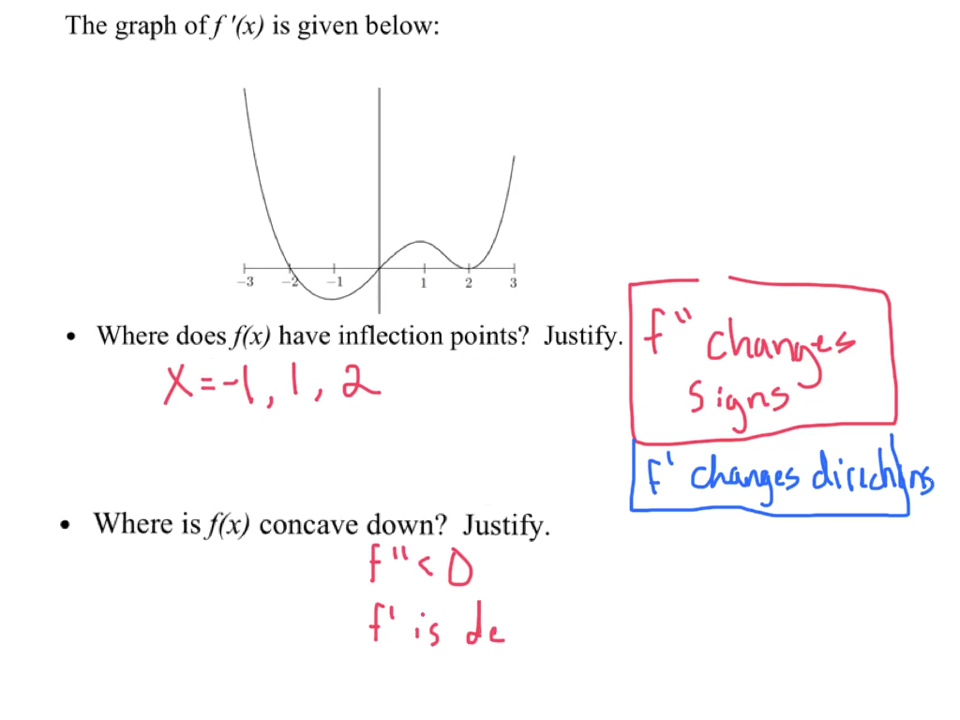 The graph of f '(x) is given below:
−3 −2 −1 1 2 3
• Where does f(x) have inflection points? Justify.
x = -1, 1, 2
f" changes
signs
f' changes directions
• Where is f(x) concave down? Justify.
f" < 0
f' is de